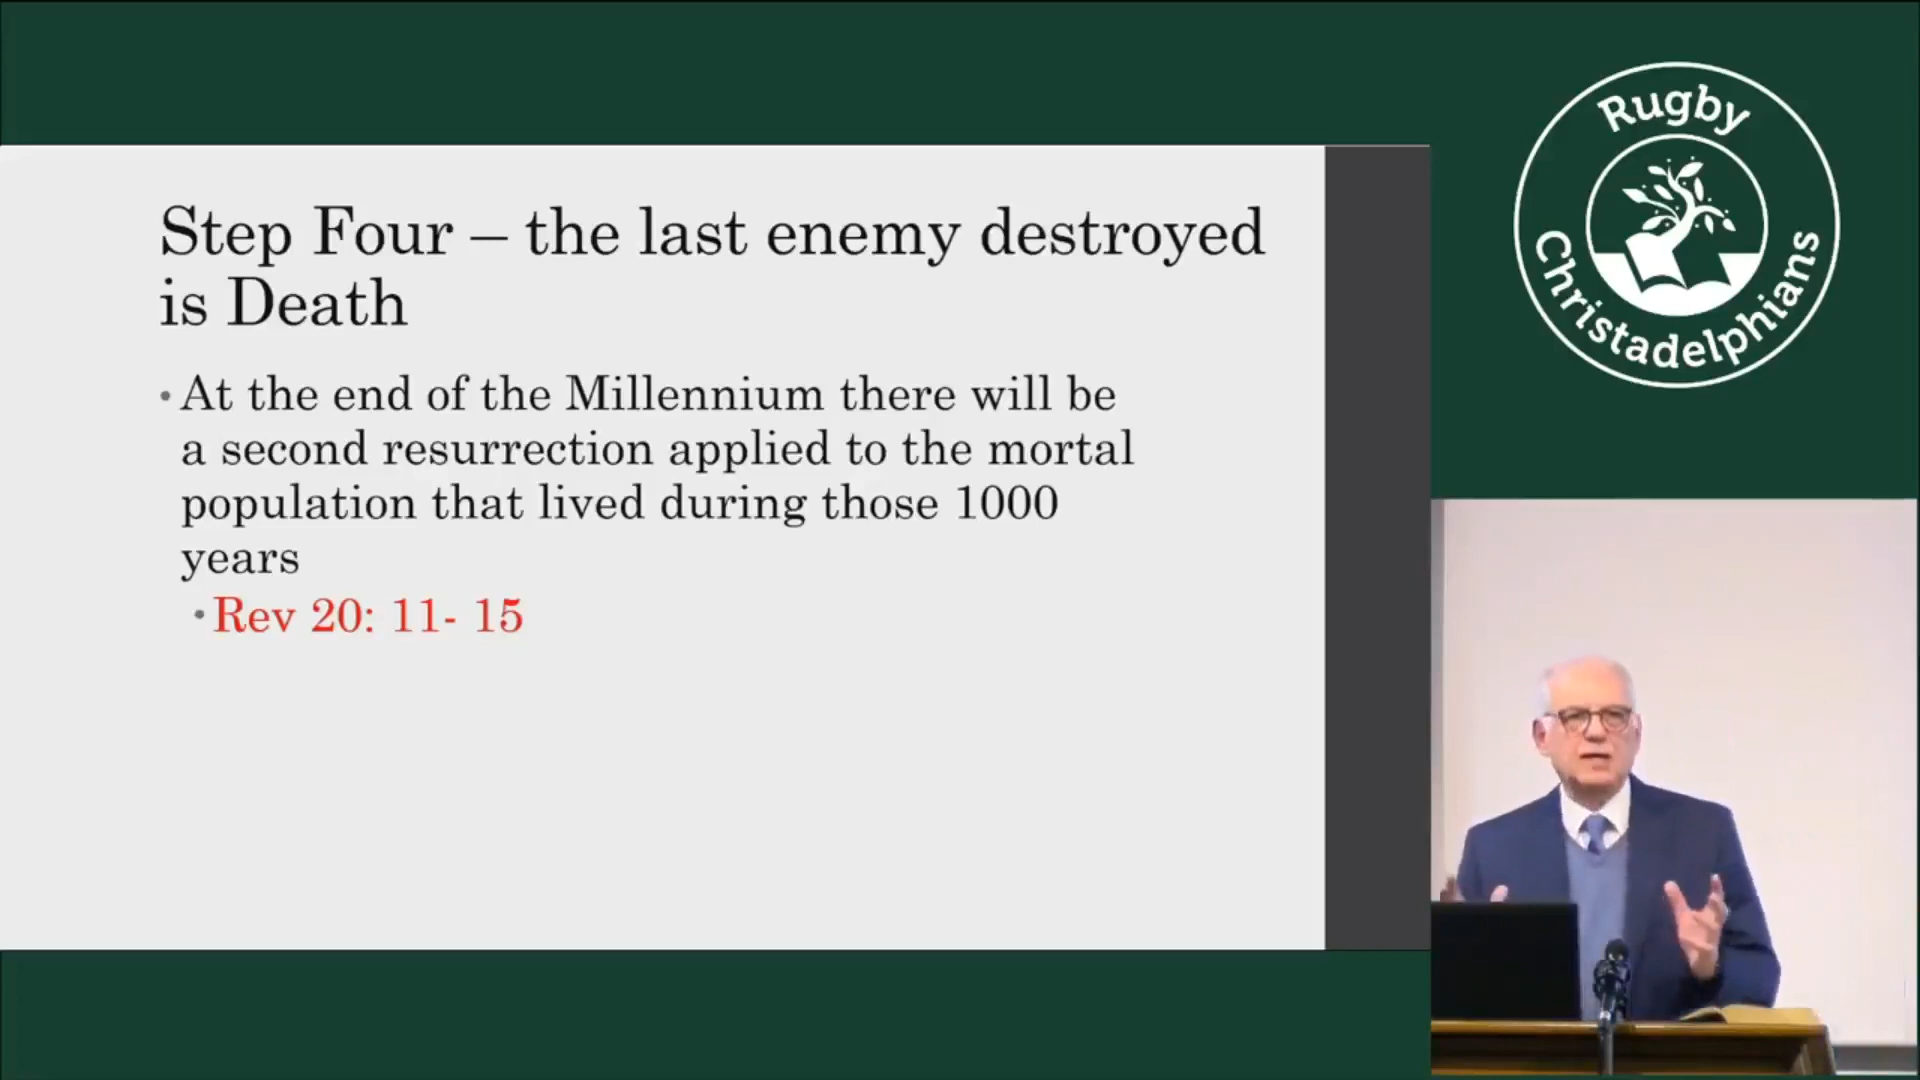 Step Four – the last enemy destroyed
is Death
• At the end of the Millennium there will be
a second resurrection applied to the mortal
population that lived during those 1000
years
• Rev 20: 11- 15
Rugby
Christadelphians